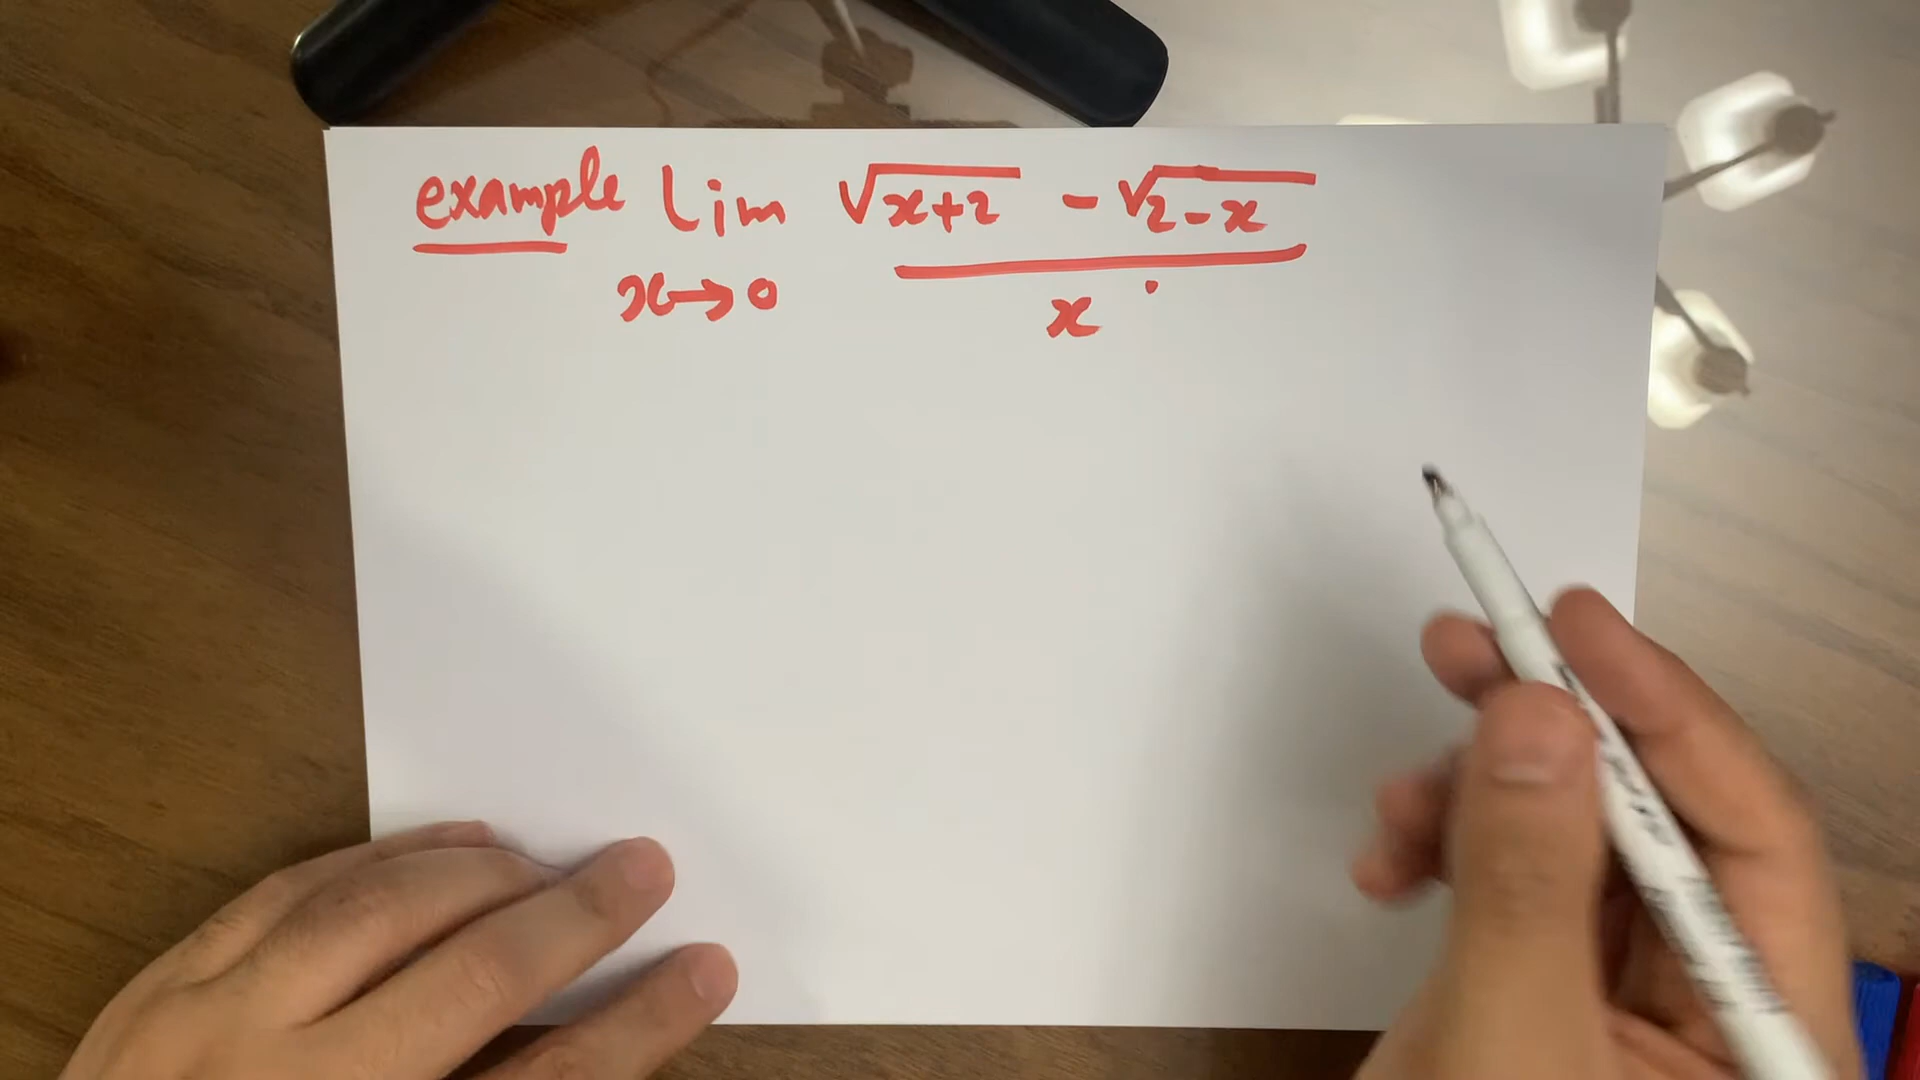 example lim √x+2 - √2-x
x→0 x